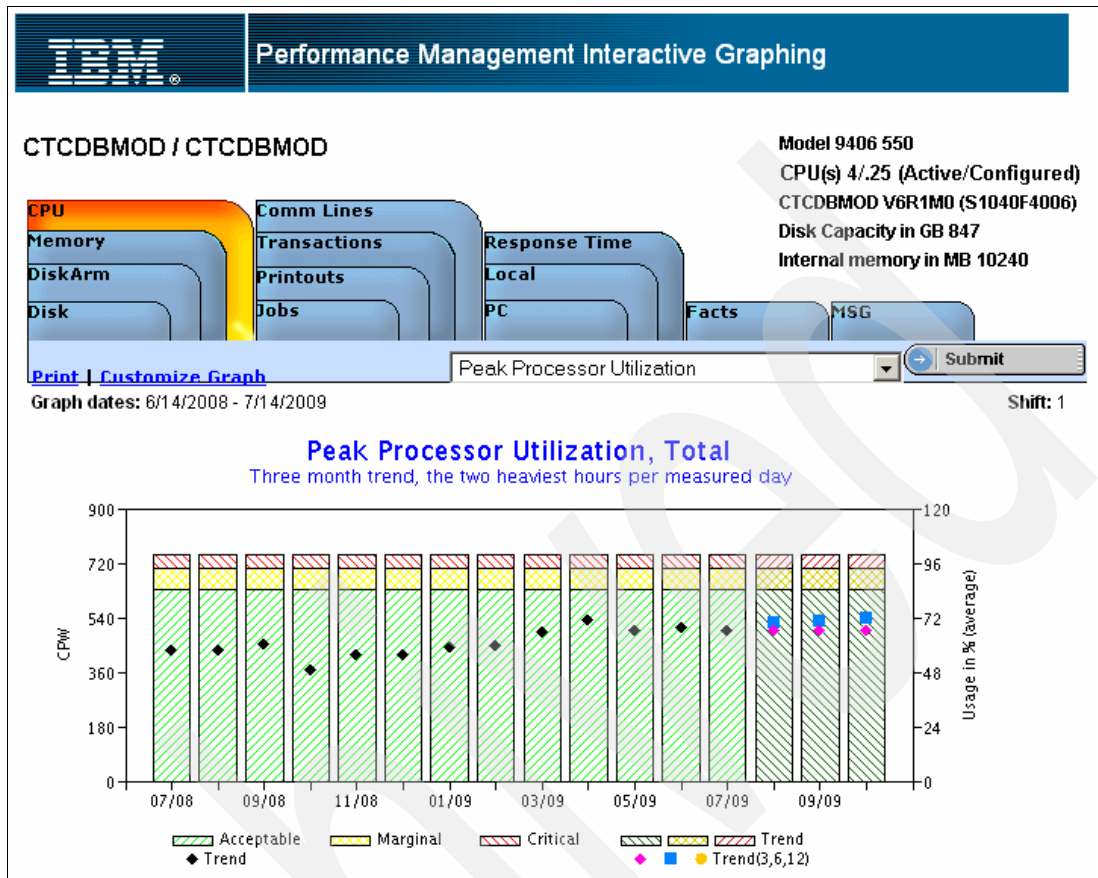 IBM®
Performance Management Interactive Graphing
CTCDBMOD / CTCDBMOD
Model 9406 550
CPU(s) 4/.25 (Active/Configured)
CTCDBMOD V6R1M0 (S1040F4006)
Disk Capacity in GB 847
Internal memory in MB 10240
CPU
Memory
DiskArm
Disk
Comm Lines
Transactions
Printouts
Jobs
Response Time
Local
PC
Facts
MSG
Print | Customize Graph
Peak Processor Utilization
Submit
Graph dates: 6/14/2008 - 7/14/2009
Shift: 1
Peak Processor Utilization, Total
Three month trend, the two heaviest hours per measured day
CPW
900
720
540
360
180
0
120
96
72
48
24
0
Usage in % (average)
07/08 09/08 11/08 01/09 03/09 05/09 07/09 09/09
Acceptable Marginal Critical Trend
Trend Trend(3,6,12)